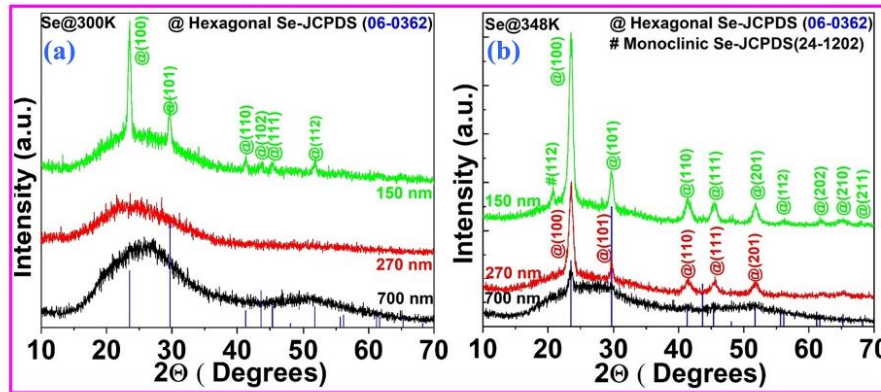 Se@300K @ Hexagonal Se-JCPDS (06-0362)
(a)
@(100)
@(101)
@(110)
@(102)
@(111)
@(112)
150 nm
270 nm
700 nm
Intensity (a.u.)
10 20 30 40 50 60 70
2Θ ( Degrees)
Se@348K @ Hexagonal Se-JCPDS (06-0362)
# Monoclinic Se-JCPDS(24-1202)
(b)
@(100)
#(112)
@(101)
@(110)
@(111)
@(201)
@(112)
@(202)
@(210)
@(211)
150 nm
@(100)
@(101)
@(110)
@(111)
@(201)
270 nm
700 nm
Intensity (a.u.)
10 20 30 40 50 60 70
2Θ ( Degrees)